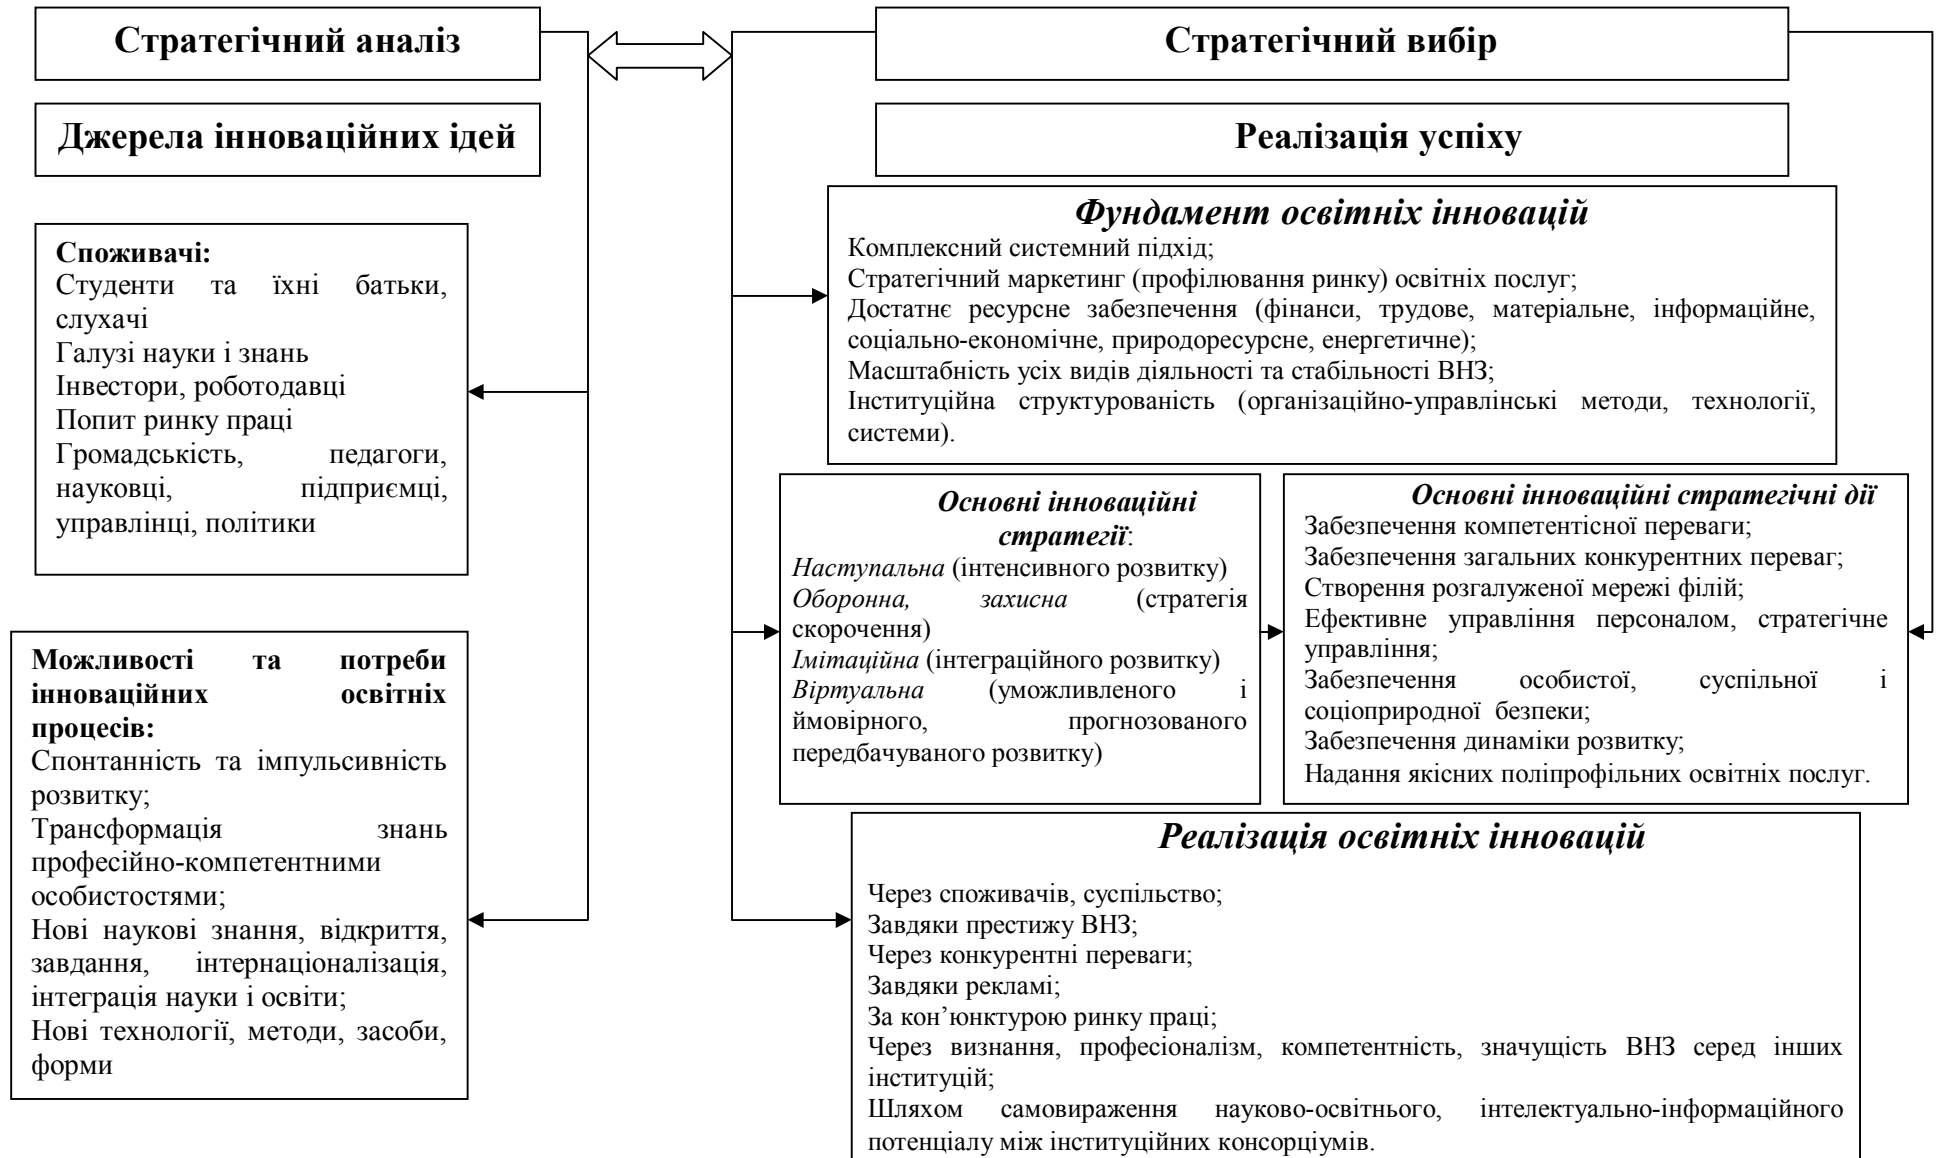 Стратегічний аналіз
Джерела інноваційних ідей
Споживачі:
Студенти та їхні батьки,
слухачі
Галузі науки і знань
Інвестори, роботодавці
Попит ринку праці
Громадськість, педагоги,
науковці, підприємці,
управлінці, політики
Можливості та потреби
інноваційних освітніх
процесів:
Спонтанність та імпульсивність
розвитку;
Трансформація знань
професійно-компетентними
особистостями;
Нові наукові знання, відкриття,
завдання, інтернаціоналізація,
інтеграція науки і освіти;
Нові технології, методи, засоби,
форми
Стратегічний вибір
Реалізація успіху
Фундамент освітніх інновацій
Комплексний системний підхід;
Стратегічний маркетинг (профілювання ринку) освітніх послуг;
Достатнє ресурсне забезпечення (фінанси, трудове, матеріальне, інформаційне,
соціально-економічне, природоресурсне, енергетичне);
Масштабність усіх видів діяльності та стабільності ВНЗ;
Інституційна структурованість (організаційно-управлінські методи, технології,
системи).
Основні інноваційні
стратегії:
Наступальна (інтенсивного розвитку)
Оборонна, захисна (стратегія
скорочення)
Імітаційна (інтеграційного розвитку)
Віртуальна (уможливленого і
ймовірного, прогнозованого
передбачуваного розвитку)
Основні інноваційні стратегічні дії
Забезпечення компетентісної переваги;
Забезпечення загальних конкурентних переваг;
Створення розгалуженої мережі філій;
Ефективне управління персоналом, стратегічне
управління;
Забезпечення особистої, суспільної і
соціоприродної безпеки;
Забезпечення динаміки розвитку;
Надання якісних поліпрофільних освітніх послуг.
Реалізація освітніх інновацій
Через споживачів, суспільство;
Завдяки престижу ВНЗ;
Через конкурентні переваги;
Завдяки рекламі;
За кон’юнктурою ринку праці;
Через визнання, професіоналізм, компетентність, значущість ВНЗ серед інших
інституцій;
Шляхом самовираження науково-освітнього, інтелектуально-інформаційного
потенціалу між інституційних консорціумів.